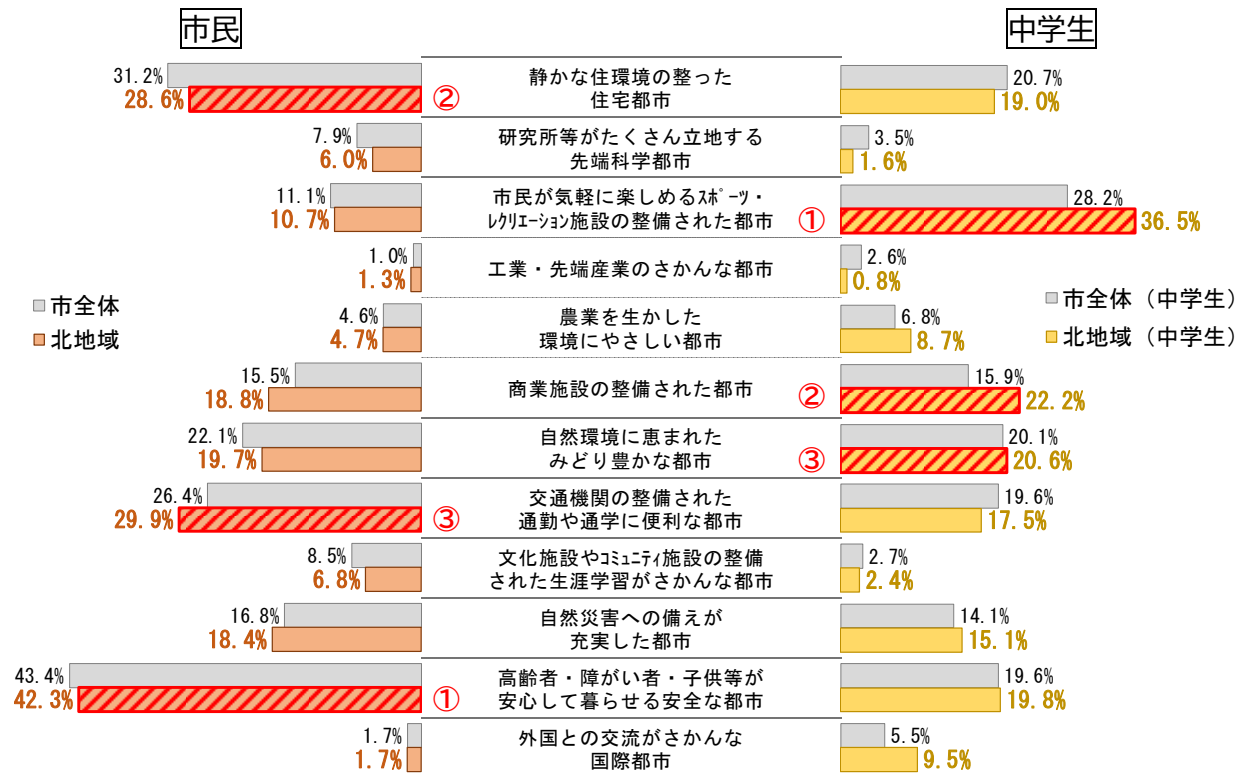 市民
中学生
31.2%
28.6%
②
静かな住環境の整った
住宅都市
20.7%
19.0%
7.9%
6.0%
研究所等がたくさん立地する
先端科学都市
3.5%
1.6%
11.1%
10.7%
市民が気軽に楽しめるｽﾎﾟｰﾂ・
ﾚｸﾘｴｰｼｮﾝ施設の整備された都市
①
28.2%
36.5%
1.0%
1.3%
工業・先端産業のさかんな都市
2.6%
0.8%
市全体
北地域
4.6%
4.7%
農業を生かした
環境にやさしい都市
6.8%
8.7%
市全体（中学生）
北地域（中学生）
15.5%
18.8%
商業施設の整備された都市
②
15.9%
22.2%
22.1%
19.7%
自然環境に恵まれた
みどり豊かな都市
③
20.1%
20.6%
26.4%
29.9%
③
交通機関の整備された
通勤や通学に便利な都市
19.6%
17.5%
8.5%
6.8%
文化施設やｺﾐｭﾆﾃｨ施設の整備
された生涯学習がさかんな都市
2.7%
2.4%
16.8%
18.4%
自然災害への備えが
充実した都市
14.1%
15.1%
43.4%
42.3%
①
高齢者・障がい者・子供等が
安心して暮らせる安全な都市
19.6%
19.8%
1.7%
1.7%
外国との交流がさかんな
国際都市
5.5%
9.5%